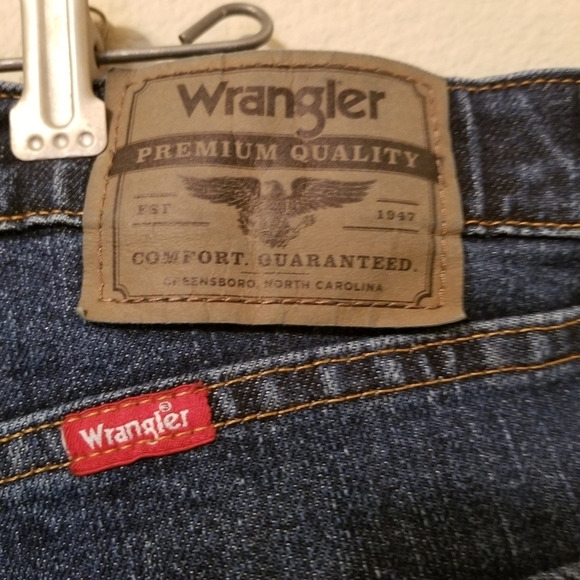 Wrangler
PREMIUM QUALITY
EST 1947
COMFORT. GUARANTEED.
GREENSBORO, NORTH CAROLINA
Wrangler®